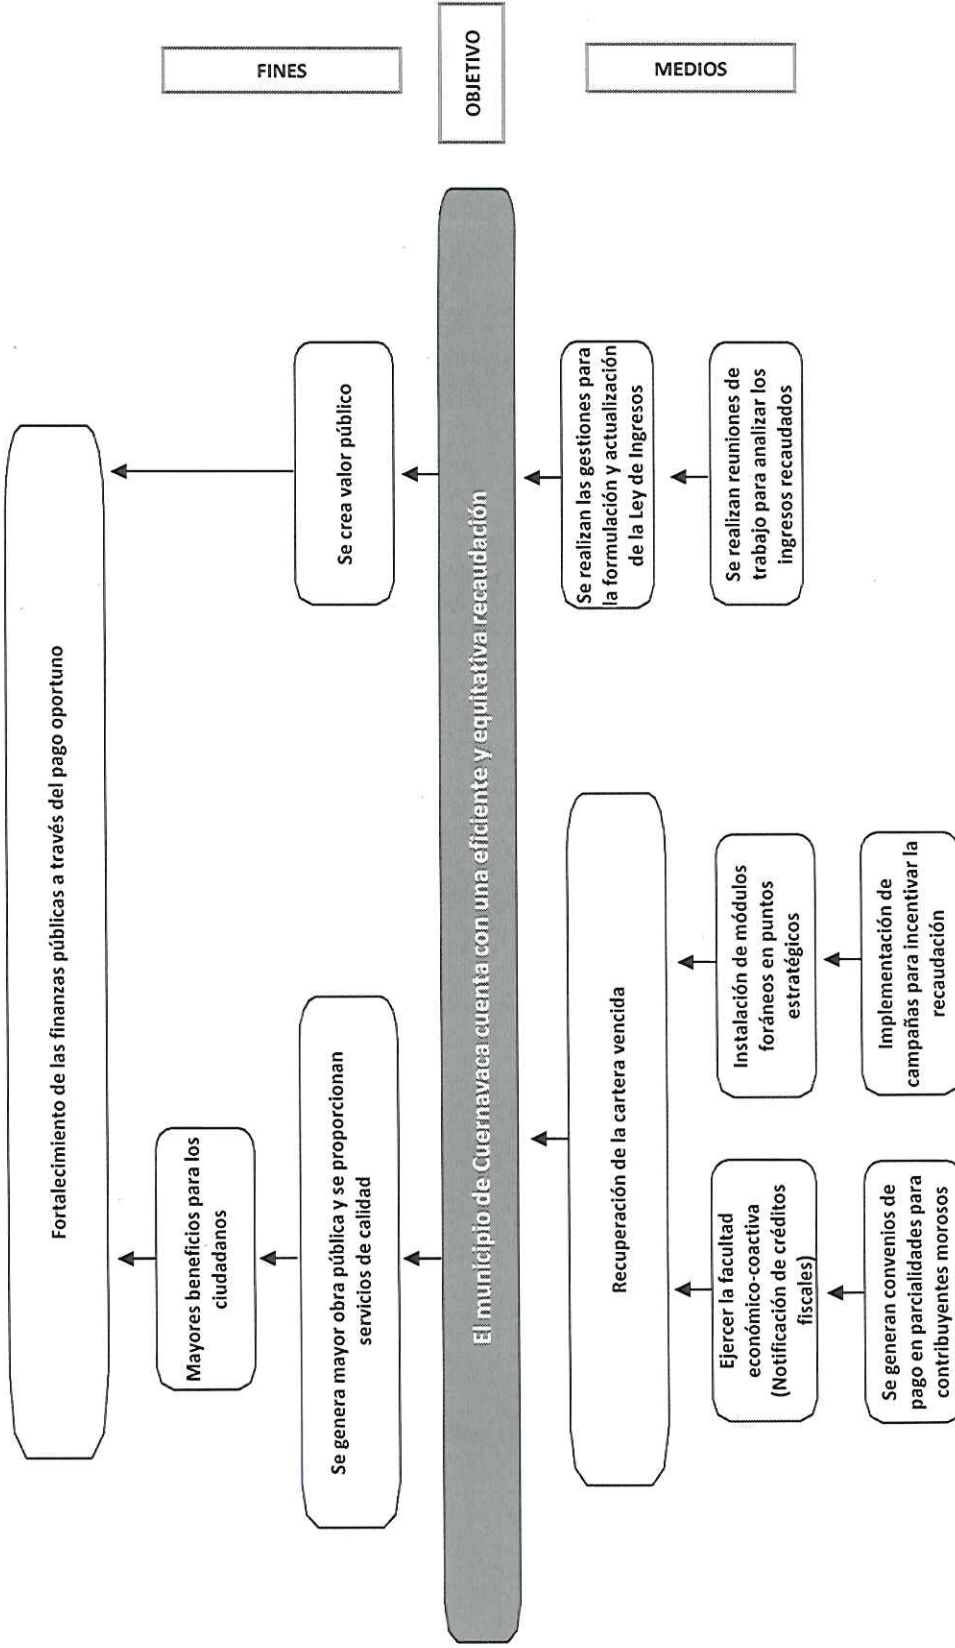 Fortalecimiento de las finanzas públicas a través del pago oportuno
Mayores beneficios para los
ciudadanos
FINES
Se genera mayor obra pública y se proporcionan
servicios de calidad
Se crea valor público
El municipio de Cuernavaca cuenta con una eficiente y equitativa recaudación
OBJETIVO
Recuperación de la cartera vencida
Se realizan las gestiones para
la formulación y actualización
de la Ley de Ingresos
MEDIOS
Ejercer la facultad
económico-coactiva
(Notificación de créditos
fiscales)
Instalación de módulos
foráneos en puntos
estratégicos
Se realizan reuniones de
trabajo para analizar los
ingresos recaudados
Se generan convenios de
pago en parcialidades para
contribuyentes morosos
Implementación de
campañas para incentivar la
recaudación